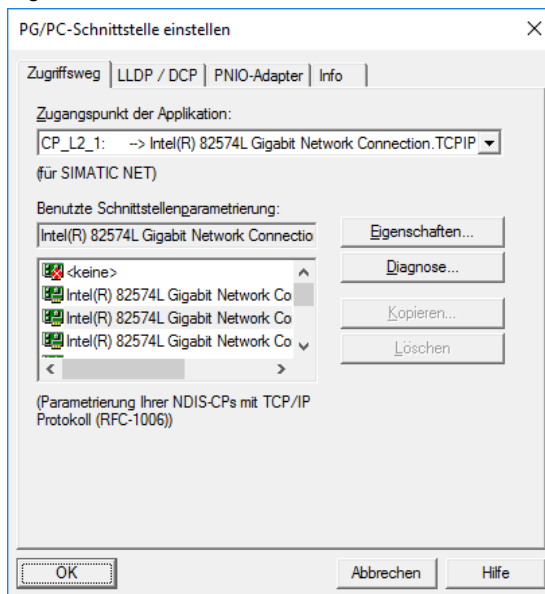 PG/PC-Schnittstelle einstellen
Zugriffsweg LLDP / DCP PNIO-Adapter Info
Zugangspunkt der Applikation:
CP_L2_1: --> Intel(R) 82574L Gigabit Network Connection.TCPIP
(für SIMATIC NET)
Benutzte Schnittstellenparametrierung:
Intel(R) 82574L Gigabit Network Connectio
Eigenschaften...
<keine>
Diagnose...
Intel(R) 82574L Gigabit Network Co
Intel(R) 82574L Gigabit Network Co
Kopieren...
Intel(R) 82574L Gigabit Network Co
Löschen
(Parametrierung Ihrer NDIS-CPs mit TCP/IP
Protokoll (RFC-1006))
OK Abbrechen Hilfe